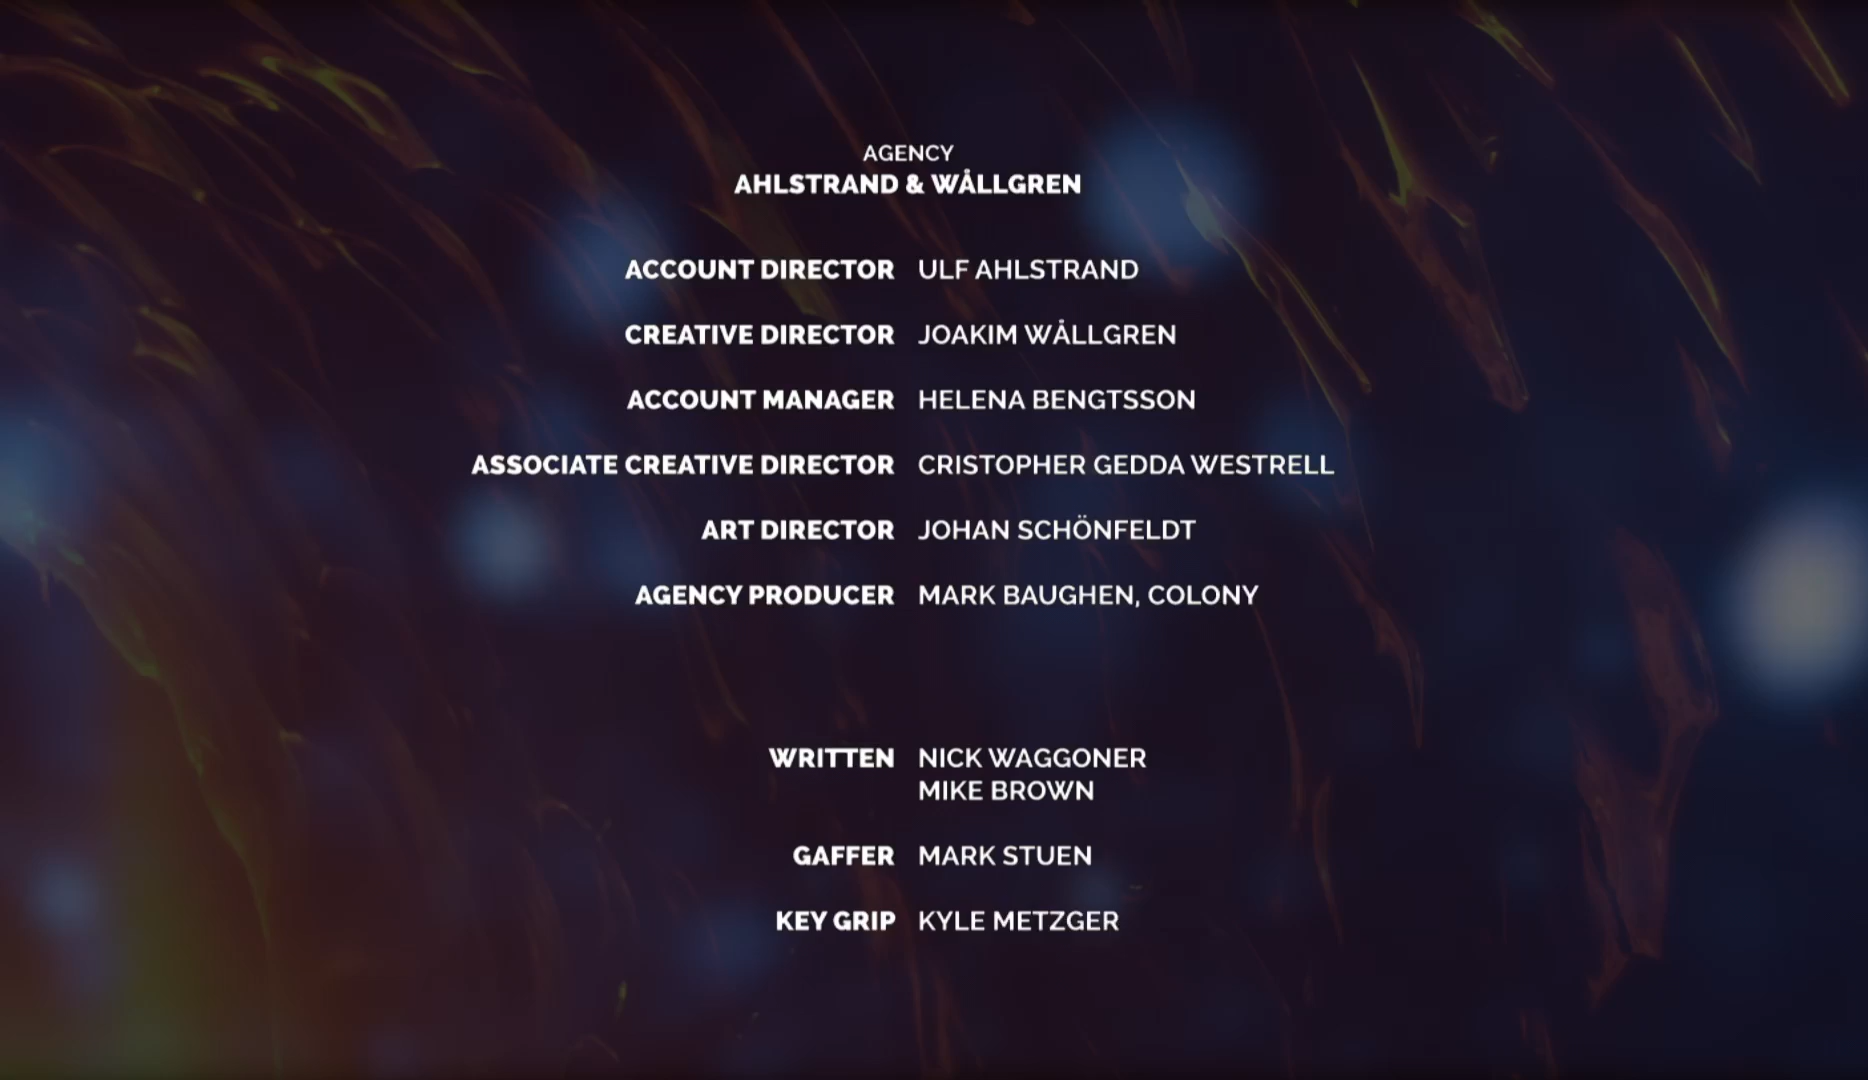 AGENCY
AHLSTRAND & WÅLLGREN
ACCOUNT DIRECTOR ULF AHLSTRAND
CREATIVE DIRECTOR JOAKIM WÅLLGREN
ACCOUNT MANAGER HELENA BENGTSSON
ASSOCIATE CREATIVE DIRECTOR CRISTOPHER GEDDA WESTRELL
ART DIRECTOR JOHAN SCHÖNFELDT
AGENCY PRODUCER MARK BAUGHEN, COLONY
WRITTEN NICK WAGGONER
MIKE BROWN
GAFFER MARK STUEN
KEY GRIP KYLE METZGER